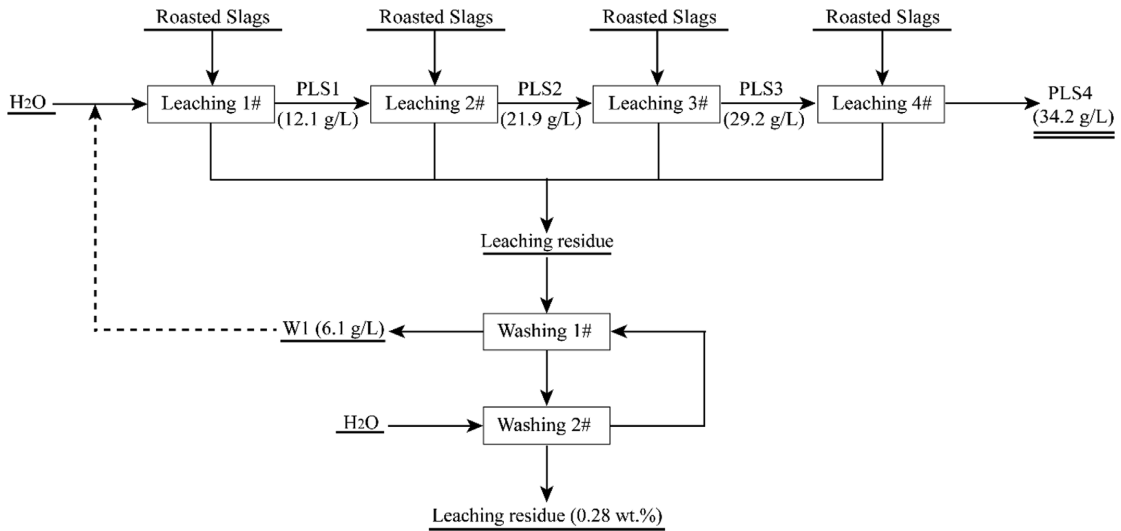 Roasted Slags
Roasted Slags
Roasted Slags
Roasted Slags
H2O
Leaching 1#
PLS1
(12.1 g/L)
Leaching 2#
PLS2
(21.9 g/L)
Leaching 3#
PLS3
(29.2 g/L)
Leaching 4#
PLS4
(34.2 g/L)
Leaching residue
W1 (6.1 g/L)
Washing 1#
H2O
Washing 2#
Leaching residue (0.28 wt.%)